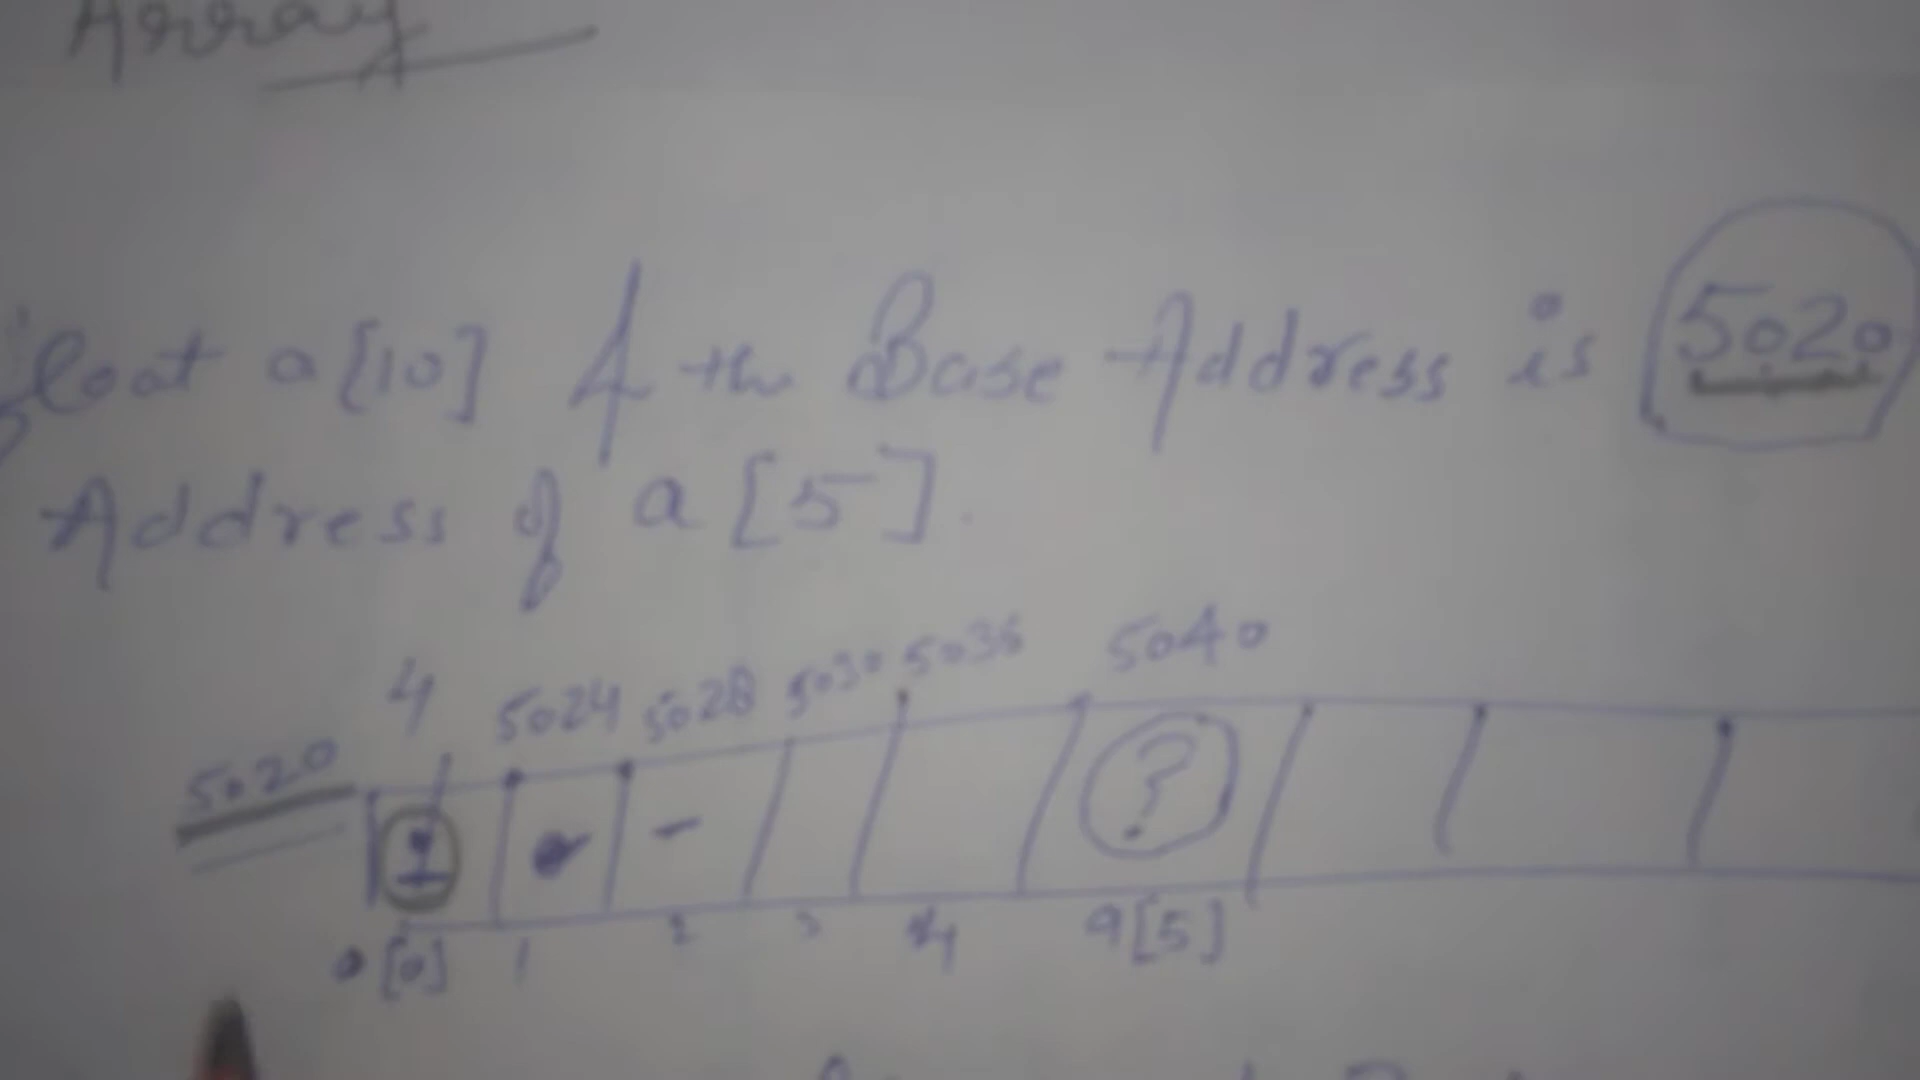 Array
float a[10] & the Base Address is 5020
Address of a[5].
4 5024 5028 5030 5036 5040
5020
?
a[0] 1 2 3 4 a[5]